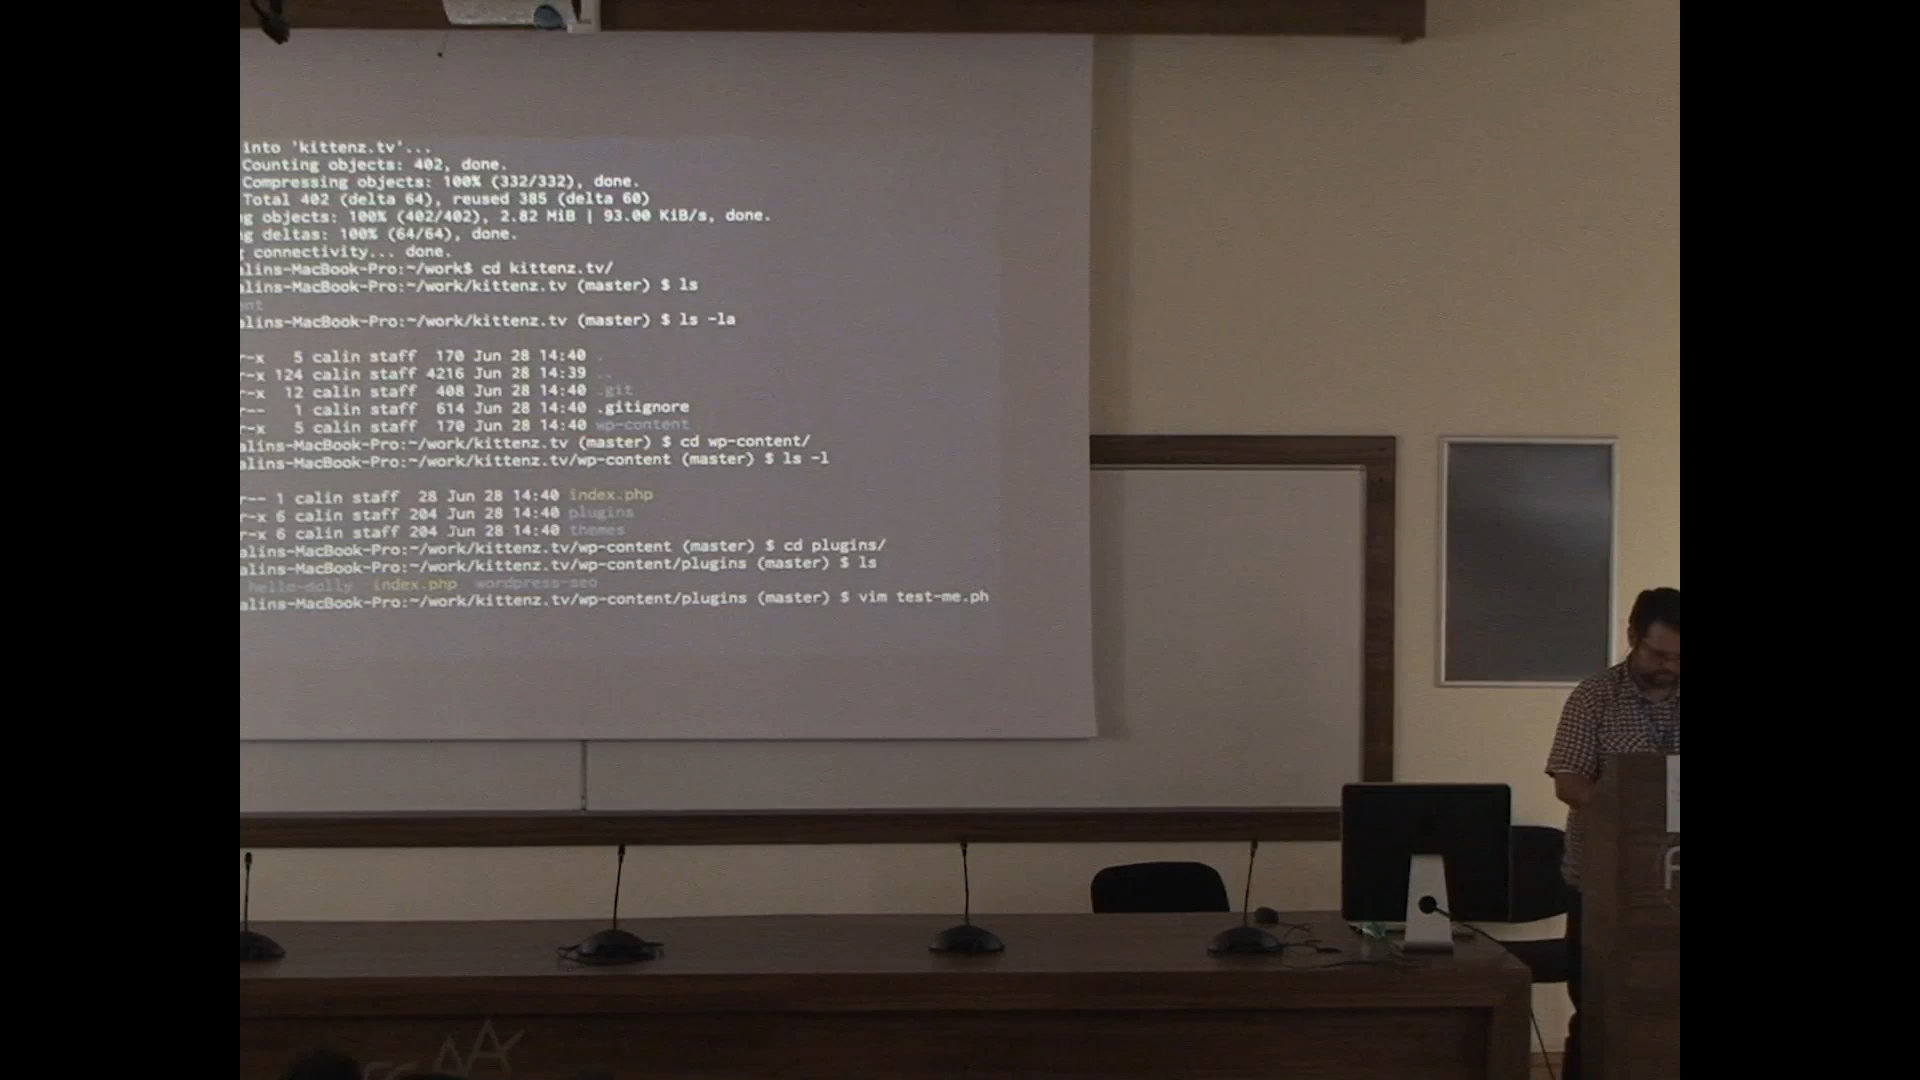 into 'kittenz.tv'...
Counting objects: 402, done.
Compressing objects: 100% (332/332), done.
Total 402 (delta 64), reused 385 (delta 60)
g objects: 100% (402/402), 2.82 MiB | 93.00 KiB/s, done.
g deltas: 100% (64/64), done.
connectivity... done.
alins-MacBook-Pro:~/work$ cd kittenz.tv/
alins-MacBook-Pro:~/work/kittenz.tv (master) $ ls
ent
alins-MacBook-Pro:~/work/kittenz.tv (master) $ ls -la
r-x 5 calin staff 170 Jun 28 14:40 .
r-x 124 calin staff 4216 Jun 28 14:39 ..
r-x 12 calin staff 408 Jun 28 14:40 .git
r-- 1 calin staff 614 Jun 28 14:40 .gitignore
r-x 5 calin staff 170 Jun 28 14:40 wp-content
alins-MacBook-Pro:~/work/kittenz.tv (master) $ cd wp-content/
alins-MacBook-Pro:~/work/kittenz.tv/wp-content (master) $ ls -l
r-- 1 calin staff 28 Jun 28 14:40 index.php
r-x 6 calin staff 204 Jun 28 14:40 plugins
r-x 6 calin staff 204 Jun 28 14:40 themes
alins-MacBook-Pro:~/work/kittenz.tv/wp-content (master) $ cd plugins/
alins-MacBook-Pro:~/work/kittenz.tv/wp-content/plugins (master) $ ls
hello-dolly index.php wordpress-seo
alins-MacBook-Pro:~/work/kittenz.tv/wp-content/plugins (master) $ vim test-me.ph